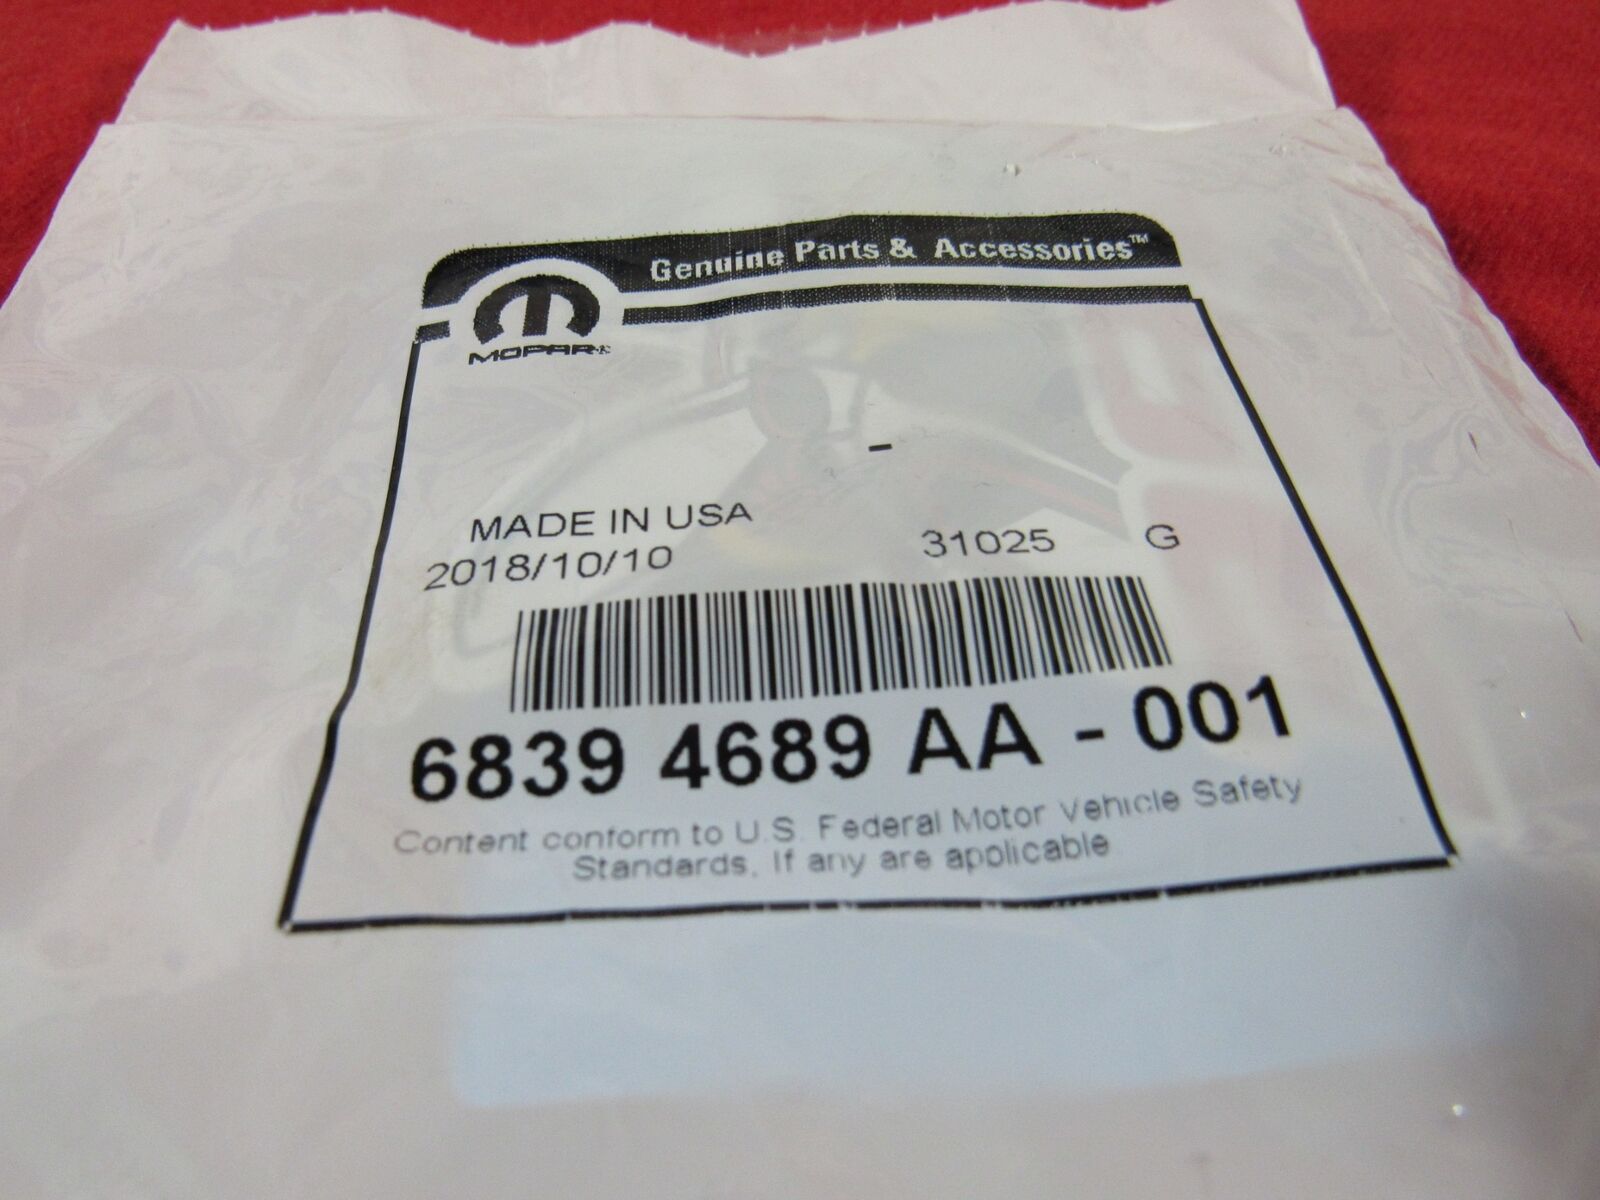 Genuine Parts & Accessories™
MOPAR®
-
MADE IN USA
2018/10/10 31025 G
6839 4689 AA - 001
Content conform to U.S. Federal Motor Vehicle Safety
Standards, If any are applicable